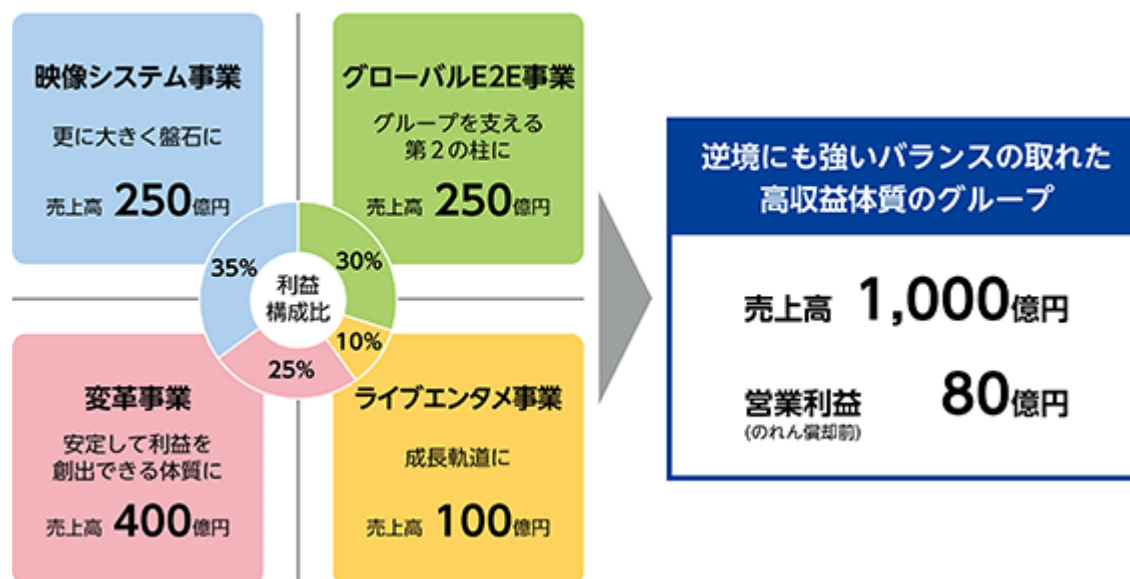 映像システム事業
更に大きく盤石に
売上高 250億円
グローバルE2E事業
グループを支える
第2の柱に
売上高 250億円
35%
30%
利益
構成比
25%
10%
変革事業
安定して利益を
創出できる体質に
売上高 400億円
ライブエンタメ事業
成長軌道に
売上高 100億円
逆境にも強いバランスの取れた
高収益体質のグループ
売上高 1,000億円
営業利益 80億円
(のれん償却前)